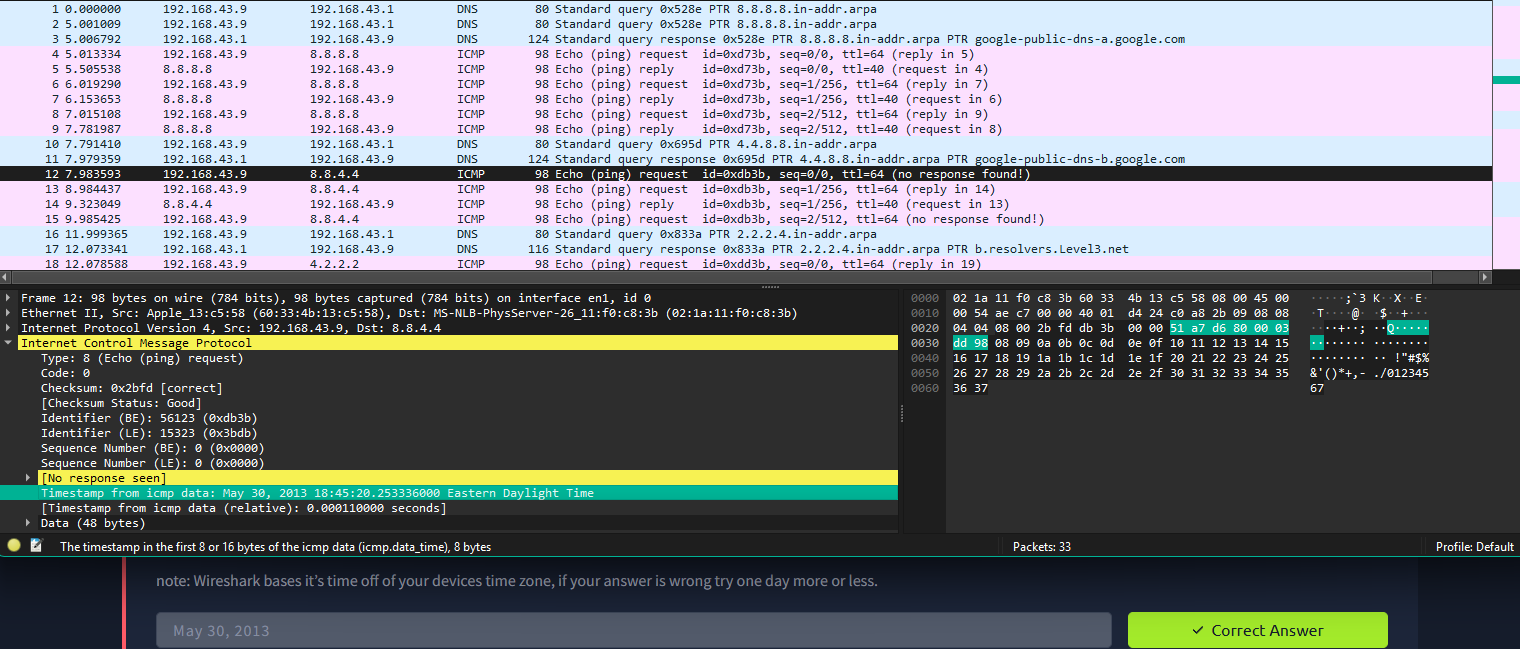 1 0.000000 192.168.43.9 192.168.43.1 DNS 80 Standard query 0x528e PTR 8.8.8.8.in-addr.arpa
2 5.001009 192.168.43.9 192.168.43.1 DNS 80 Standard query 0x528e PTR 8.8.8.8.in-addr.arpa
3 5.006792 192.168.43.1 192.168.43.9 DNS 124 Standard query response 0x528e PTR 8.8.8.8.in-addr.arpa PTR google-public-dns-a.google.com
4 5.013334 192.168.43.9 8.8.8.8 ICMP 98 Echo (ping) request id=0xd73b, seq=0/0, ttl=64 (reply in 5)
5 5.505538 8.8.8.8 192.168.43.9 ICMP 98 Echo (ping) reply id=0xd73b, seq=0/0, ttl=40 (request in 4)
6 6.019290 192.168.43.9 8.8.8.8 ICMP 98 Echo (ping) request id=0xd73b, seq=1/256, ttl=64 (reply in 7)
7 6.153653 8.8.8.8 192.168.43.9 ICMP 98 Echo (ping) reply id=0xd73b, seq=1/256, ttl=40 (request in 6)
8 7.015108 192.168.43.9 8.8.8.8 ICMP 98 Echo (ping) request id=0xd73b, seq=2/512, ttl=64 (reply in 9)
9 7.781987 8.8.8.8 192.168.43.9 ICMP 98 Echo (ping) reply id=0xd73b, seq=2/512, ttl=40 (request in 8)
10 7.791410 192.168.43.9 192.168.43.1 DNS 80 Standard query 0x695d PTR 4.4.8.8.in-addr.arpa
11 7.979359 192.168.43.1 192.168.43.9 DNS 124 Standard query response 0x695d PTR 4.4.8.8.in-addr.arpa PTR google-public-dns-b.google.com
12 7.983593 192.168.43.9 8.8.4.4 ICMP 98 Echo (ping) request id=0xdb3b, seq=0/0, ttl=64 (no response found!)
13 8.984437 192.168.43.9 8.8.4.4 ICMP 98 Echo (ping) request id=0xdb3b, seq=1/256, ttl=64 (reply in 14)
14 9.323049 8.8.4.4 192.168.43.9 ICMP 98 Echo (ping) reply id=0xdb3b, seq=1/256, ttl=40 (request in 13)
15 9.985425 192.168.43.9 8.8.4.4 ICMP 98 Echo (ping) request id=0xdb3b, seq=2/512, ttl=64 (no response found!)
16 11.999365 192.168.43.9 192.168.43.1 DNS 80 Standard query 0x833a PTR 2.2.2.4.in-addr.arpa
17 12.073341 192.168.43.1 192.168.43.9 DNS 116 Standard query response 0x833a PTR 2.2.2.4.in-addr.arpa PTR b.resolvers.Level3.net
18 12.078588 192.168.43.9 4.2.2.2 ICMP 98 Echo (ping) request id=0xdd3b, seq=0/0, ttl=64 (reply in 19)
Frame 12: 98 bytes on wire (784 bits), 98 bytes captured (784 bits) on interface en1, id 0
Ethernet II, Src: Apple_13:c5:58 (60:33:4b:13:c5:58), Dst: MS-NLB-PhysServer-26_11:f0:c8:3b (02:1a:11:f0:c8:3b)
Internet Protocol Version 4, Src: 192.168.43.9, Dst: 8.8.4.4
Internet Control Message Protocol
Type: 8 (Echo (ping) request)
Code: 0
Checksum: 0x2bfd [correct]
[Checksum Status: Good]
Identifier (BE): 56123 (0xdb3b)
Identifier (LE): 15323 (0x3bdb)
Sequence Number (BE): 0 (0x0000)
Sequence Number (LE): 0 (0x0000)
[No response seen]
Timestamp from icmp data: May 30, 2013 18:45:20.253336000 Eastern Daylight Time
[Timestamp from icmp data (relative): 0.000110000 seconds]
Data (48 bytes)
0000 02 1a 11 f0 c8 3b 60 33 4b 13 c5 58 08 00 45 00 ·····;`3 K··X··E·
0010 00 54 ae c7 00 00 40 01 d4 24 c0 a8 2b 09 08 08 ·T····@· ·$··+···
0020 04 04 08 00 2b fd db 3b 00 00 51 a7 d6 80 00 03 ····+··; ··Q·····
0030 dd 98 08 09 0a 0b 0c 0d 0e 0f 10 11 12 13 14 15 ········ ········
0040 16 17 18 19 1a 1b 1c 1d 1e 1f 20 21 22 23 24 25 ········ ·· !"#$%
0050 26 27 28 29 2a 2b 2c 2d 2e 2f 30 31 32 33 34 35 &'()*+,- ./012345
0060 36 37 67
The timestamp in the first 8 or 16 bytes of the icmp data (icmp.data_time), 8 bytes Packets: 33 Profile: Default
note: Wireshark bases it’s time off of your devices time zone, if your answer is wrong try one day more or less.
May 30, 2013
Correct Answer